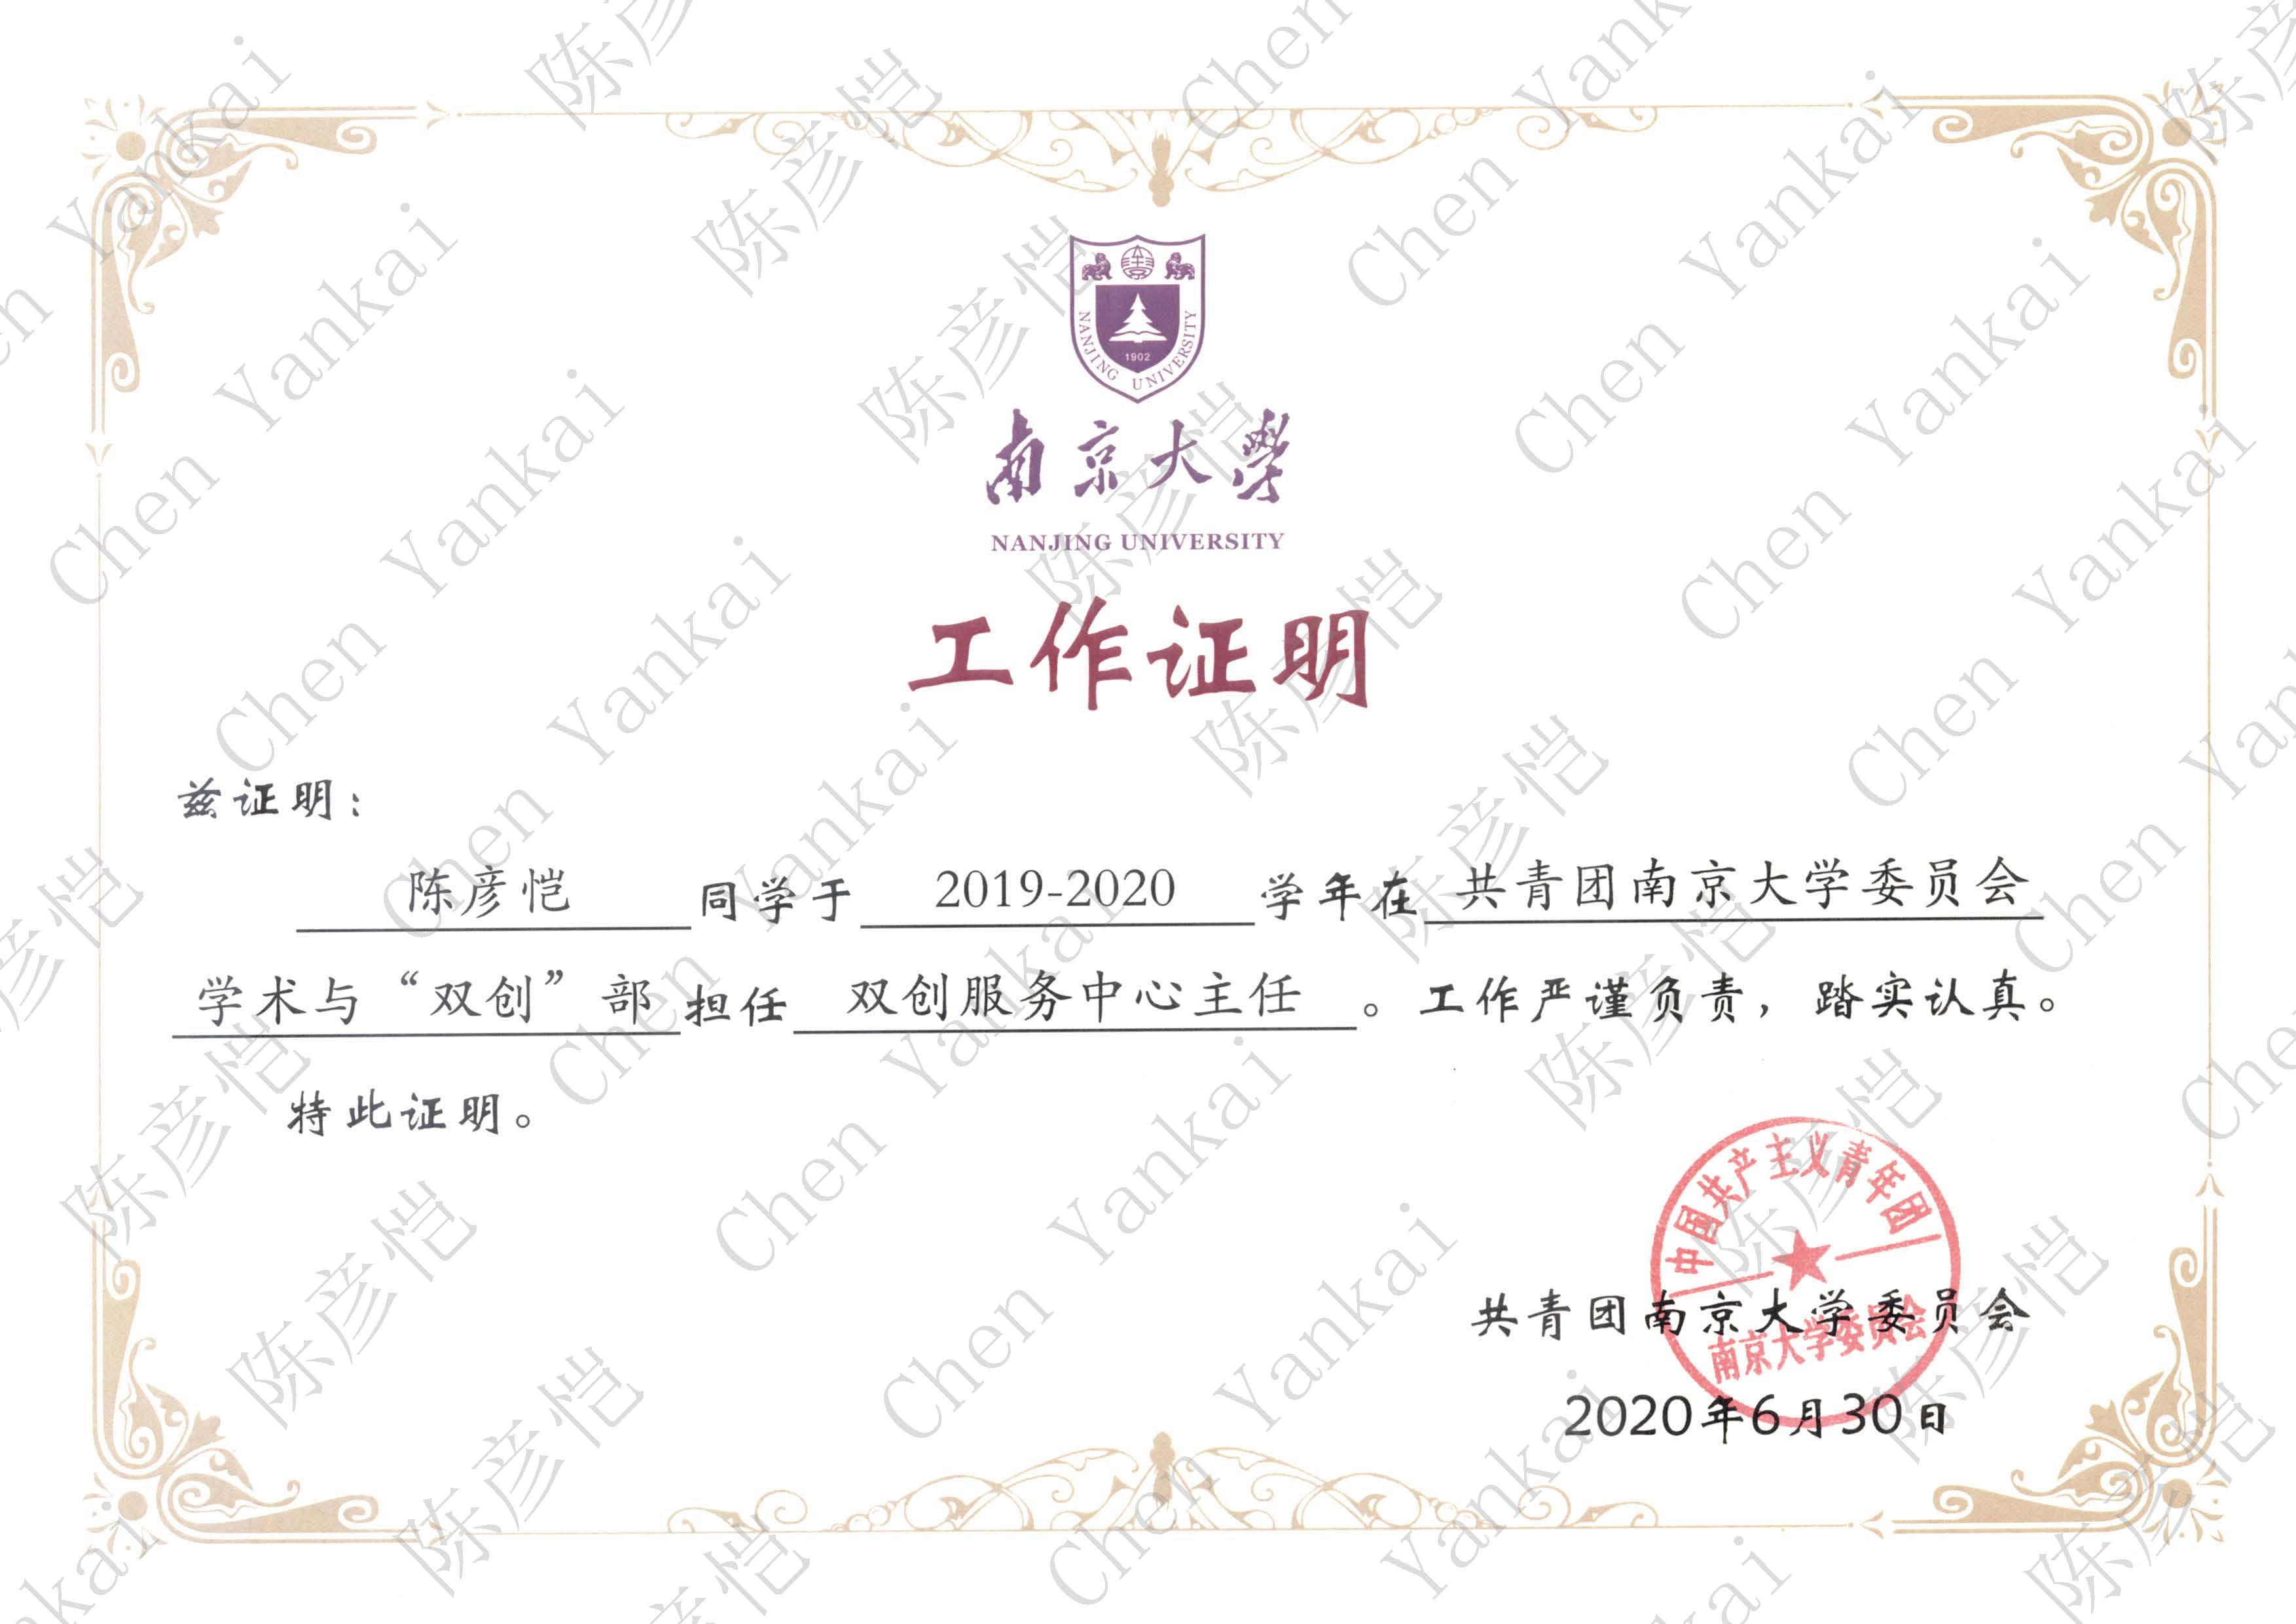 1902
NANJING UNIVERSITY
南京大學
NANJING UNIVERSITY
工作证明
兹证明：
陈彦恺 同学于 2019-2020 学年在 共青团南京大学委员会
学术与“双创”部 担任 双创服务中心主任 。工作严谨负责，踏实认真。
特此证明。
中国共产主义青年团
南京大学委员会
共青团南京大学委员会
2020年6月30日
陈彦恺
Chen Yankai